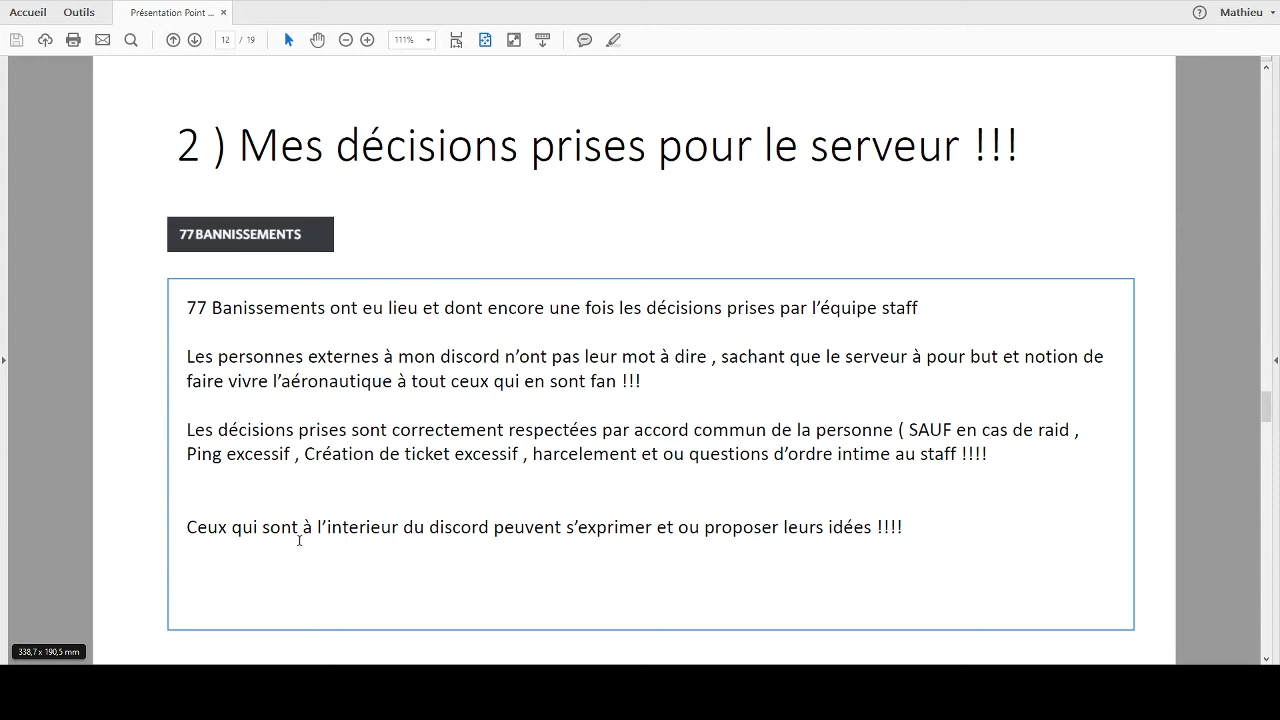 Accueil Outils Présentation Point ... × Mathieu
12 / 19 111%
2 ) Mes décisions prises pour le serveur !!!
77 BANNISSEMENTS
77 Banissements ont eu lieu et dont encore une fois les décisions prises par l’équipe staff
Les personnes externes à mon discord n’ont pas leur mot à dire , sachant que le serveur à pour but et notion de
faire vivre l’aéronautique à tout ceux qui en sont fan !!!
Les décisions prises sont correctement respectées par accord commun de la personne ( SAUF en cas de raid ,
Ping excessif , Création de ticket excessif , harcelement et ou questions d’ordre intime au staff !!!!
Ceux qui sont à l’interieur du discord peuvent s’exprimer et ou proposer leurs idées !!!!
338,7 x 190,5 mm